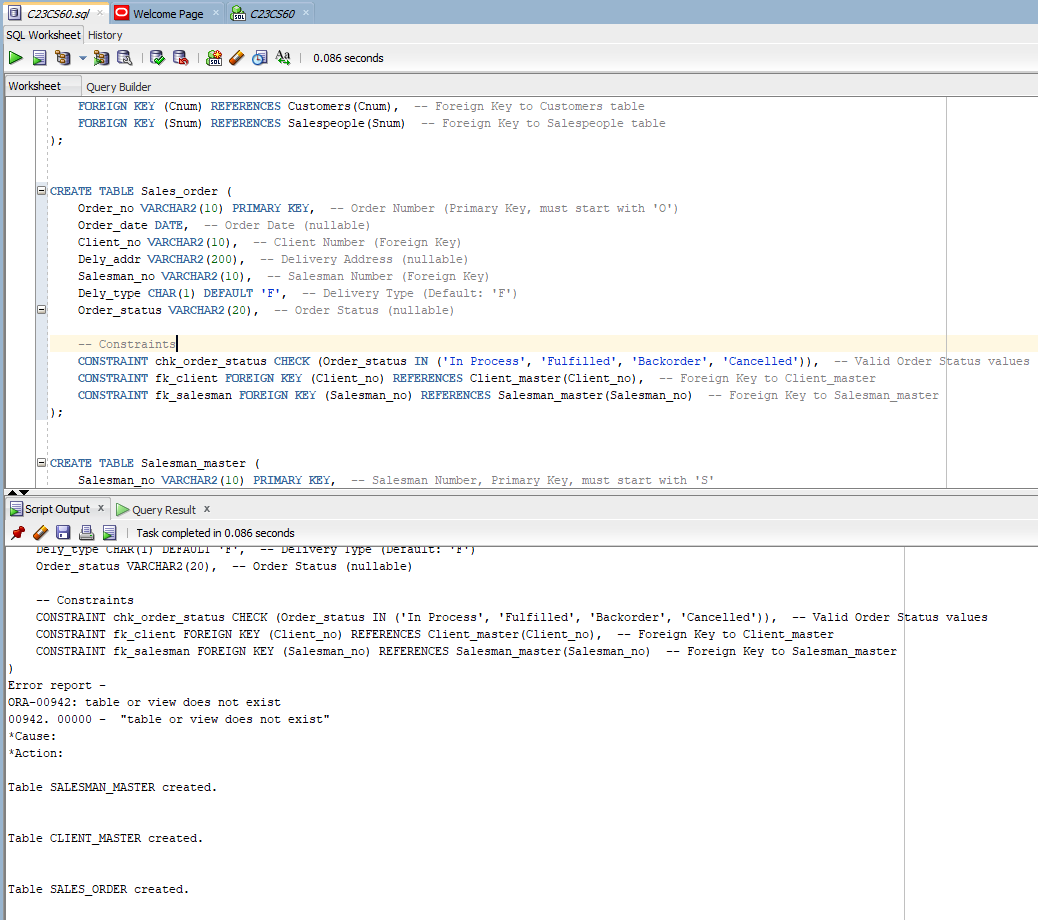 C23CS60.sql
Welcome Page
C23CS60
SQL Worksheet History
0.086 seconds
Worksheet Query Builder
FOREIGN KEY (Cnum) REFERENCES Customers(Cnum),  -- Foreign Key to Customers table
FOREIGN KEY (Snum) REFERENCES Salespeople(Snum)  -- Foreign Key to Salespeople table
);
CREATE TABLE Sales_order (
Order_no VARCHAR2(10) PRIMARY KEY,  -- Order Number (Primary Key, must start with 'O')
Order_date DATE,  -- Order Date (nullable)
Client_no VARCHAR2(10),  -- Client Number (Foreign Key)
Dely_addr VARCHAR2(200),  -- Delivery Address (nullable)
Salesman_no VARCHAR2(10),  -- Salesman Number (Foreign Key)
Dely_type CHAR(1) DEFAULT 'F',  -- Delivery Type (Default: 'F')
Order_status VARCHAR2(20),  -- Order Status (nullable)
-- Constraints
CONSTRAINT chk_order_status CHECK (Order_status IN ('In Process', 'Fulfilled', 'Backorder', 'Cancelled')),  -- Valid Order Status values
CONSTRAINT fk_client FOREIGN KEY (Client_no) REFERENCES Client_master(Client_no),  -- Foreign Key to Client_master
CONSTRAINT fk_salesman FOREIGN KEY (Salesman_no) REFERENCES Salesman_master(Salesman_no)  -- Foreign Key to Salesman_master
);
CREATE TABLE Salesman_master (
Salesman_no VARCHAR2(10) PRIMARY KEY,  -- Salesman Number, Primary Key, must start with 'S'
Script Output x Query Result x
Task completed in 0.086 seconds
Dely_type CHAR(1) DEFAULT 'F',  -- Delivery Type (Default: 'F')
Order_status VARCHAR2(20),  -- Order Status (nullable)
-- Constraints
CONSTRAINT chk_order_status CHECK (Order_status IN ('In Process', 'Fulfilled', 'Backorder', 'Cancelled')),  -- Valid Order Status values
CONSTRAINT fk_client FOREIGN KEY (Client_no) REFERENCES Client_master(Client_no),  -- Foreign Key to Client_master
CONSTRAINT fk_salesman FOREIGN KEY (Salesman_no) REFERENCES Salesman_master(Salesman_no)  -- Foreign Key to Salesman_master
)
Error report -
ORA-00942: table or view does not exist
00942. 00000 -  "table or view does not exist"
*Cause:
*Action:
Table SALESMAN_MASTER created.
Table CLIENT_MASTER created.
Table SALES_ORDER created.